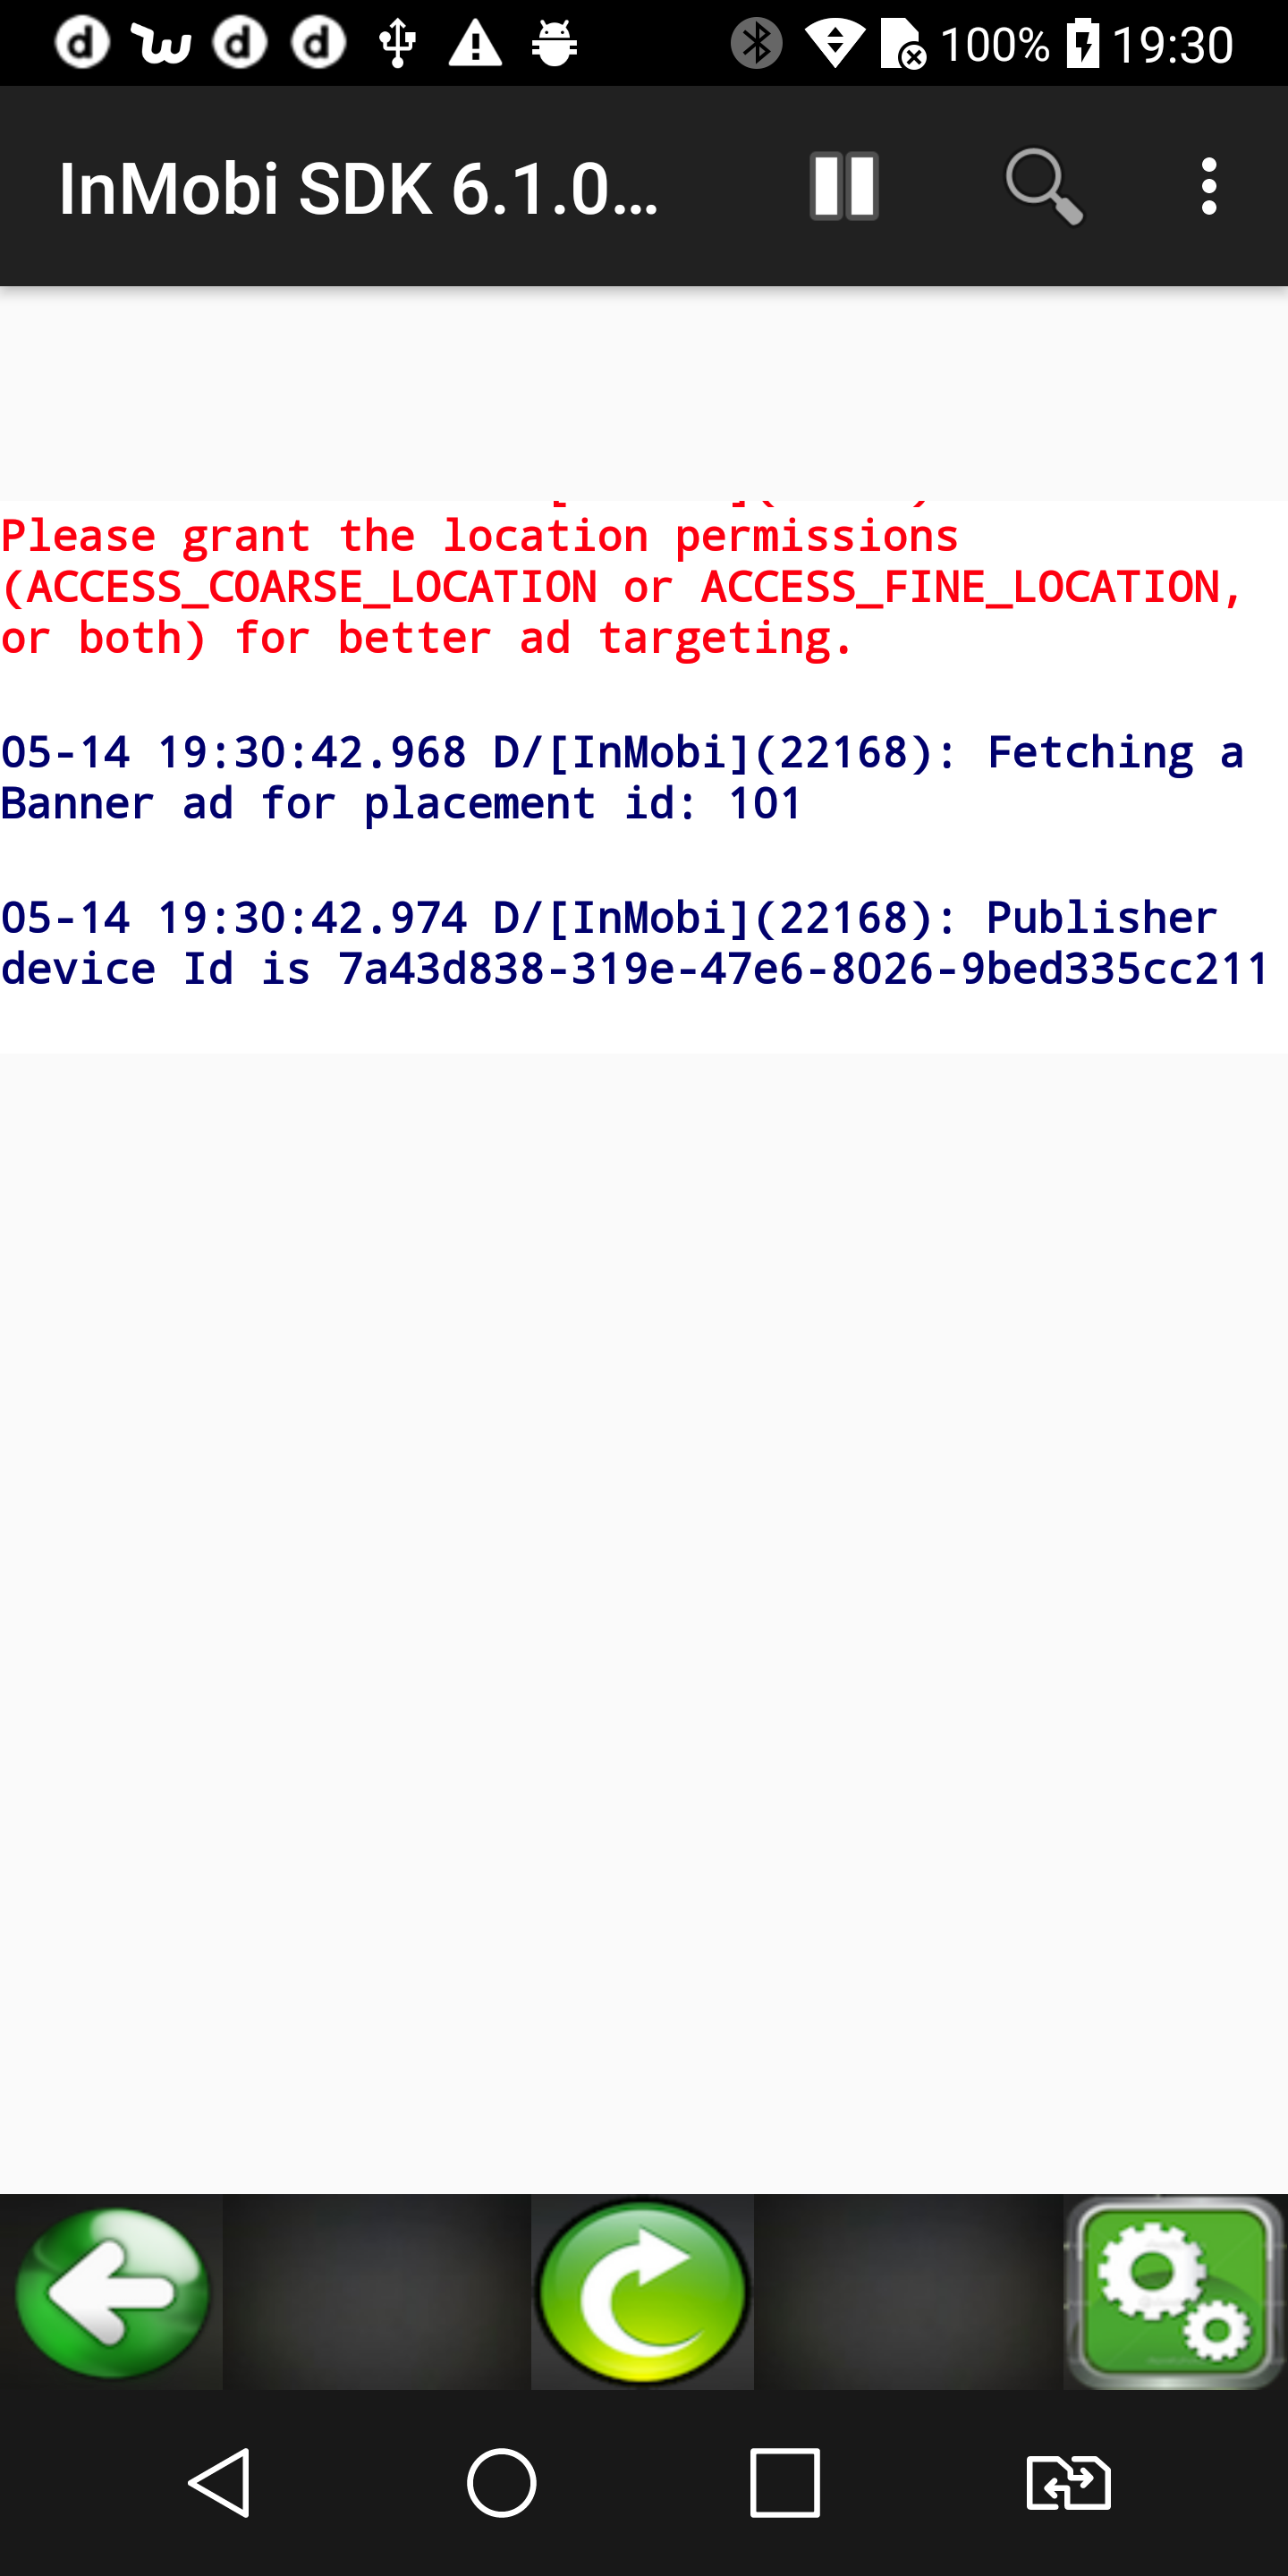 100% 19:30
InMobi SDK 6.1.0...
Please grant the location permissions
(ACCESS_COARSE_LOCATION or ACCESS_FINE_LOCATION,
or both) for better ad targeting.
05-14 19:30:42.968 D/[InMobi](22168): Fetching a
Banner ad for placement id: 101
05-14 19:30:42.974 D/[InMobi](22168): Publisher
device Id is 7a43d838-319e-47e6-8026-9bed335cc211